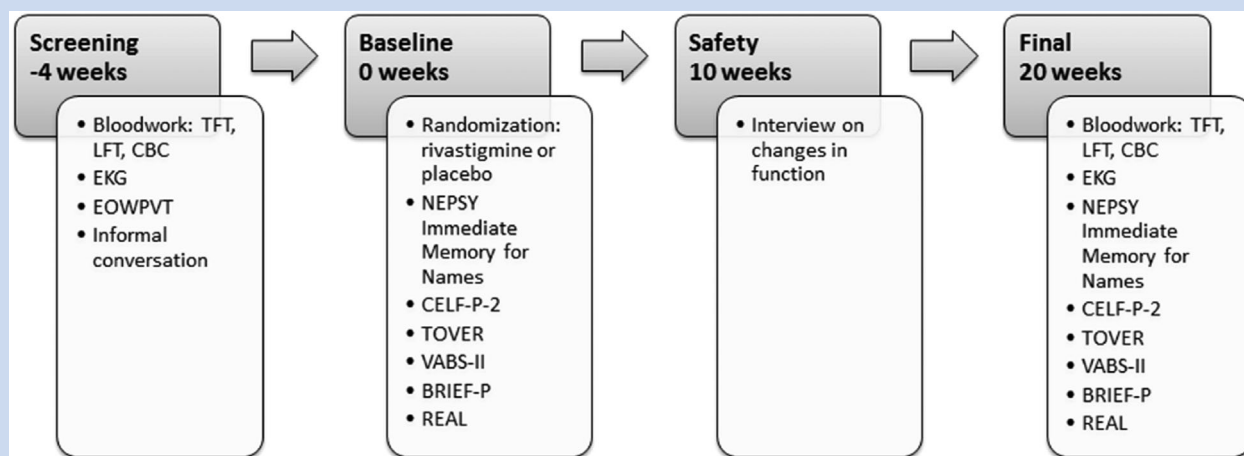 Screening
-4 weeks
• Bloodwork: TFT,
LFT, CBC
• EKG
• EOWPVT
• Informal
conversation
Baseline
0 weeks
• Randomization:
rivastigmine or
placebo
• NEPSY
Immediate
Memory for
Names
• CELF-P-2
• TOVER
• VABS-II
• BRIEF-P
• REAL
Safety
10 weeks
• Interview on
changes in
function
Final
20 weeks
• Bloodwork: TFT,
LFT, CBC
• EKG
• NEPSY
Immediate
Memory for
Names
• CELF-P-2
• TOVER
• VABS-II
• BRIEF-P
• REAL